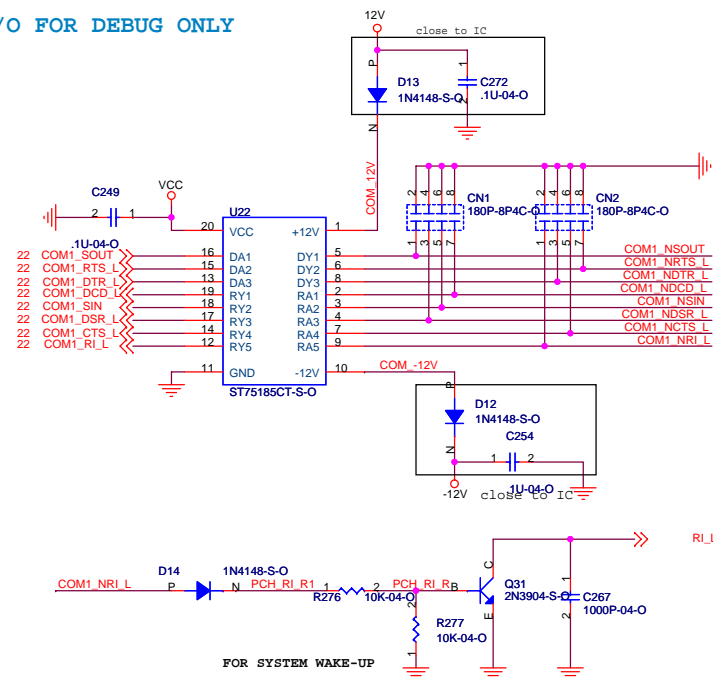 /O FOR DEBUG ONLY
12V
close to IC
P
D13
1N4148-S-O
N
1
C272
2
.1U-04-O
COM_12V
C249
2 1
.1U-04-O
VCC
U22
20 VCC +12V 1
16 DA1 DY1 5
15 DA2 DY2 6
13 DA3 DY3 8
19 RY1 RA1 2
18 RY2 RA2 3
17 RY3 RA3 4
14 RY4 RA4 7
12 RY5 RA5 9
11 GND -12V 10
ST75185CT-S-O
22 COM1_SOUT
22 COM1_RTS_L
22 COM1_DTR_L
22 COM1_DCD_L
22 COM1_SIN
22 COM1_DSR_L
22 COM1_CTS_L
22 COM1_RI_L
2 4 6 8
CN1
180P-8P4C-O
1 3 5 7
2 4 6 8
CN2
180P-8P4C-O
1 3 5 7
COM1_NSOUT
COM1_NRTS_L
COM1_NDTR_L
COM1_NDCD_L
COM1_NSIN
COM1_NDSR_L
COM1_NCTS_L
COM1_NRI_L
COM_-12V
P
D12
1N4148-S-O
N
C254
1 2
.1U-04-O
-12V
close to IC
COM1_NRI_L
D14
1N4148-S-O
P N
PCH_RI_R1
1 2
R276
10K-04-O
PCH_RI_R
2
R277
10K-04-O
1
B C E
Q31
2N3904-S-O
1
C267
1000P-04-O
2
RI_L
FOR SYSTEM WAKE-UP